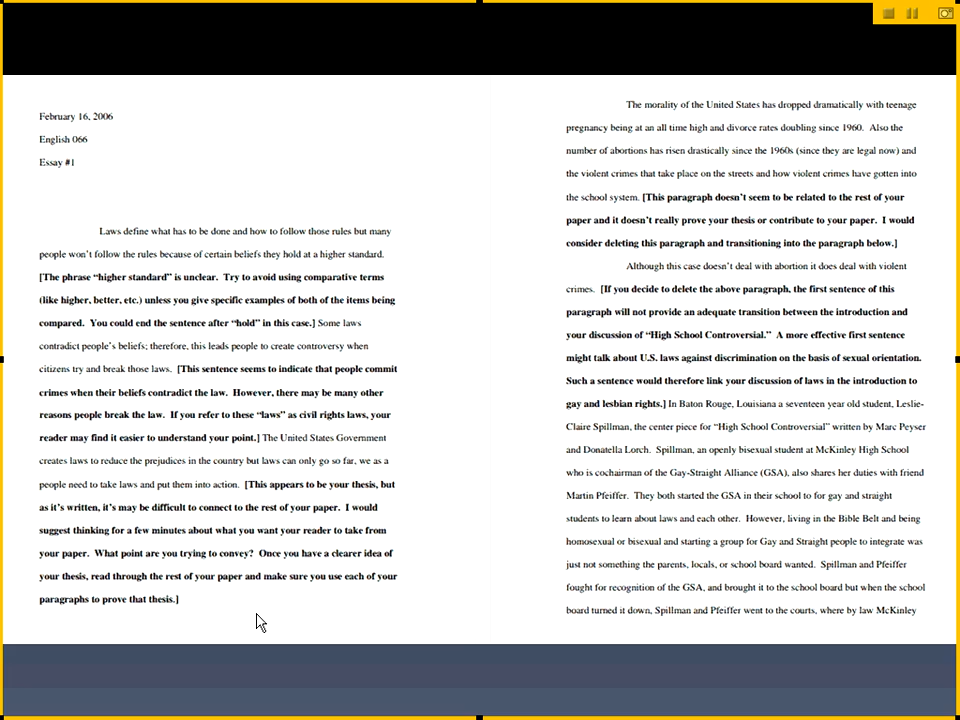 February 16, 2006
English 066
Essay #1
Laws define what has to be done and how to follow those rules but many
people won't follow the rules because of certain beliefs they hold at a higher standard.
[The phrase “higher standard” is unclear. Try to avoid using comparative terms
(like higher, better, etc.) unless you give specific examples of both of the items being
compared. You could end the sentence after “hold” in this case.] Some laws
contradict people's beliefs; therefore, this leads people to create controversy when
citizens try and break those laws. [This sentence seems to indicate that people commit
crimes when their beliefs contradict the law. However, there may be many other
reasons people break the law. If you refer to these “laws” as civil rights laws, your
reader may find it easier to understand your point.] The United States Government
creates laws to reduce the prejudices in the country but laws can only go so far, we as a
people need to take laws and put them into action. [This appears to be your thesis, but
as it's written, it's may be difficult to connect to the rest of your paper. I would
suggest thinking for a few minutes about what you want your reader to take from
your paper. What point are you trying to convey? Once you have a clearer idea of
your thesis, read through the rest of your paper and make sure you use each of your
paragraphs to prove that thesis.]
The morality of the United States has dropped dramatically with teenage
pregnancy being at an all time high and divorce rates doubling since 1960. Also the
number of abortions has risen drastically since the 1960s (since they are legal now) and
the violent crimes that take place on the streets and how violent crimes have gotten into
the school system. [This paragraph doesn't seem to be related to the rest of your
paper and it doesn't really prove your thesis or contribute to your paper. I would
consider deleting this paragraph and transitioning into the paragraph below.]
Although this case doesn't deal with abortion it does deal with violent
crimes. [If you decide to delete the above paragraph, the first sentence of this
paragraph will not provide an adequate transition between the introduction and
your discussion of “High School Controversial.” A more effective first sentence
might talk about U.S. laws against discrimination on the basis of sexual orientation.
Such a sentence would therefore link your discussion of laws in the introduction to
gay and lesbian rights.] In Baton Rouge, Louisiana a seventeen year old student, Leslie-
Claire Spillman, the center piece for “High School Controversial” written by Marc Peyser
and Donatella Lorch. Spillman, an openly bisexual student at McKinley High School
who is cochairman of the Gay-Straight Alliance (GSA), also shares her duties with friend
Martin Pfeiffer. They both started the GSA in their school to for gay and straight
students to learn about laws and each other. However, living in the Bible Belt and being
homosexual or bisexual and starting a group for Gay and Straight people to integrate was
just not something the parents, locals, or school board wanted. Spillman and Pfeiffer
fought for recognition of the GSA, and brought it to the school board but when the school
board turned it down, Spillman and Pfeiffer went to the courts, where by law McKinley